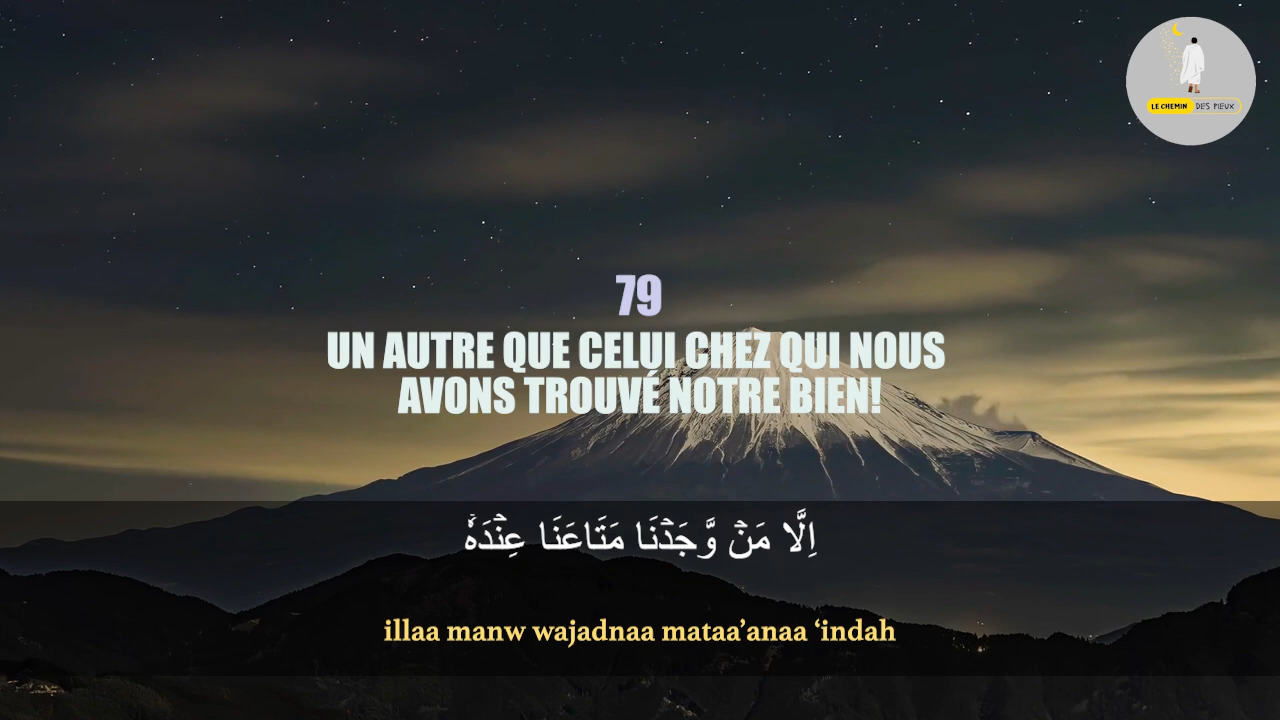 LE CHEMIN DES PIEUX
79
UN AUTRE QUE CELUI CHEZ QUI NOUS
AVONS TROUVÉ NOTRE BIEN!
اِلَّا مَنۡ وَّجَدۡنَا مَتَاعَنَا عِنۡدَهٗۤ
illaa manw wajadnaa mataa’anaa ‘indah